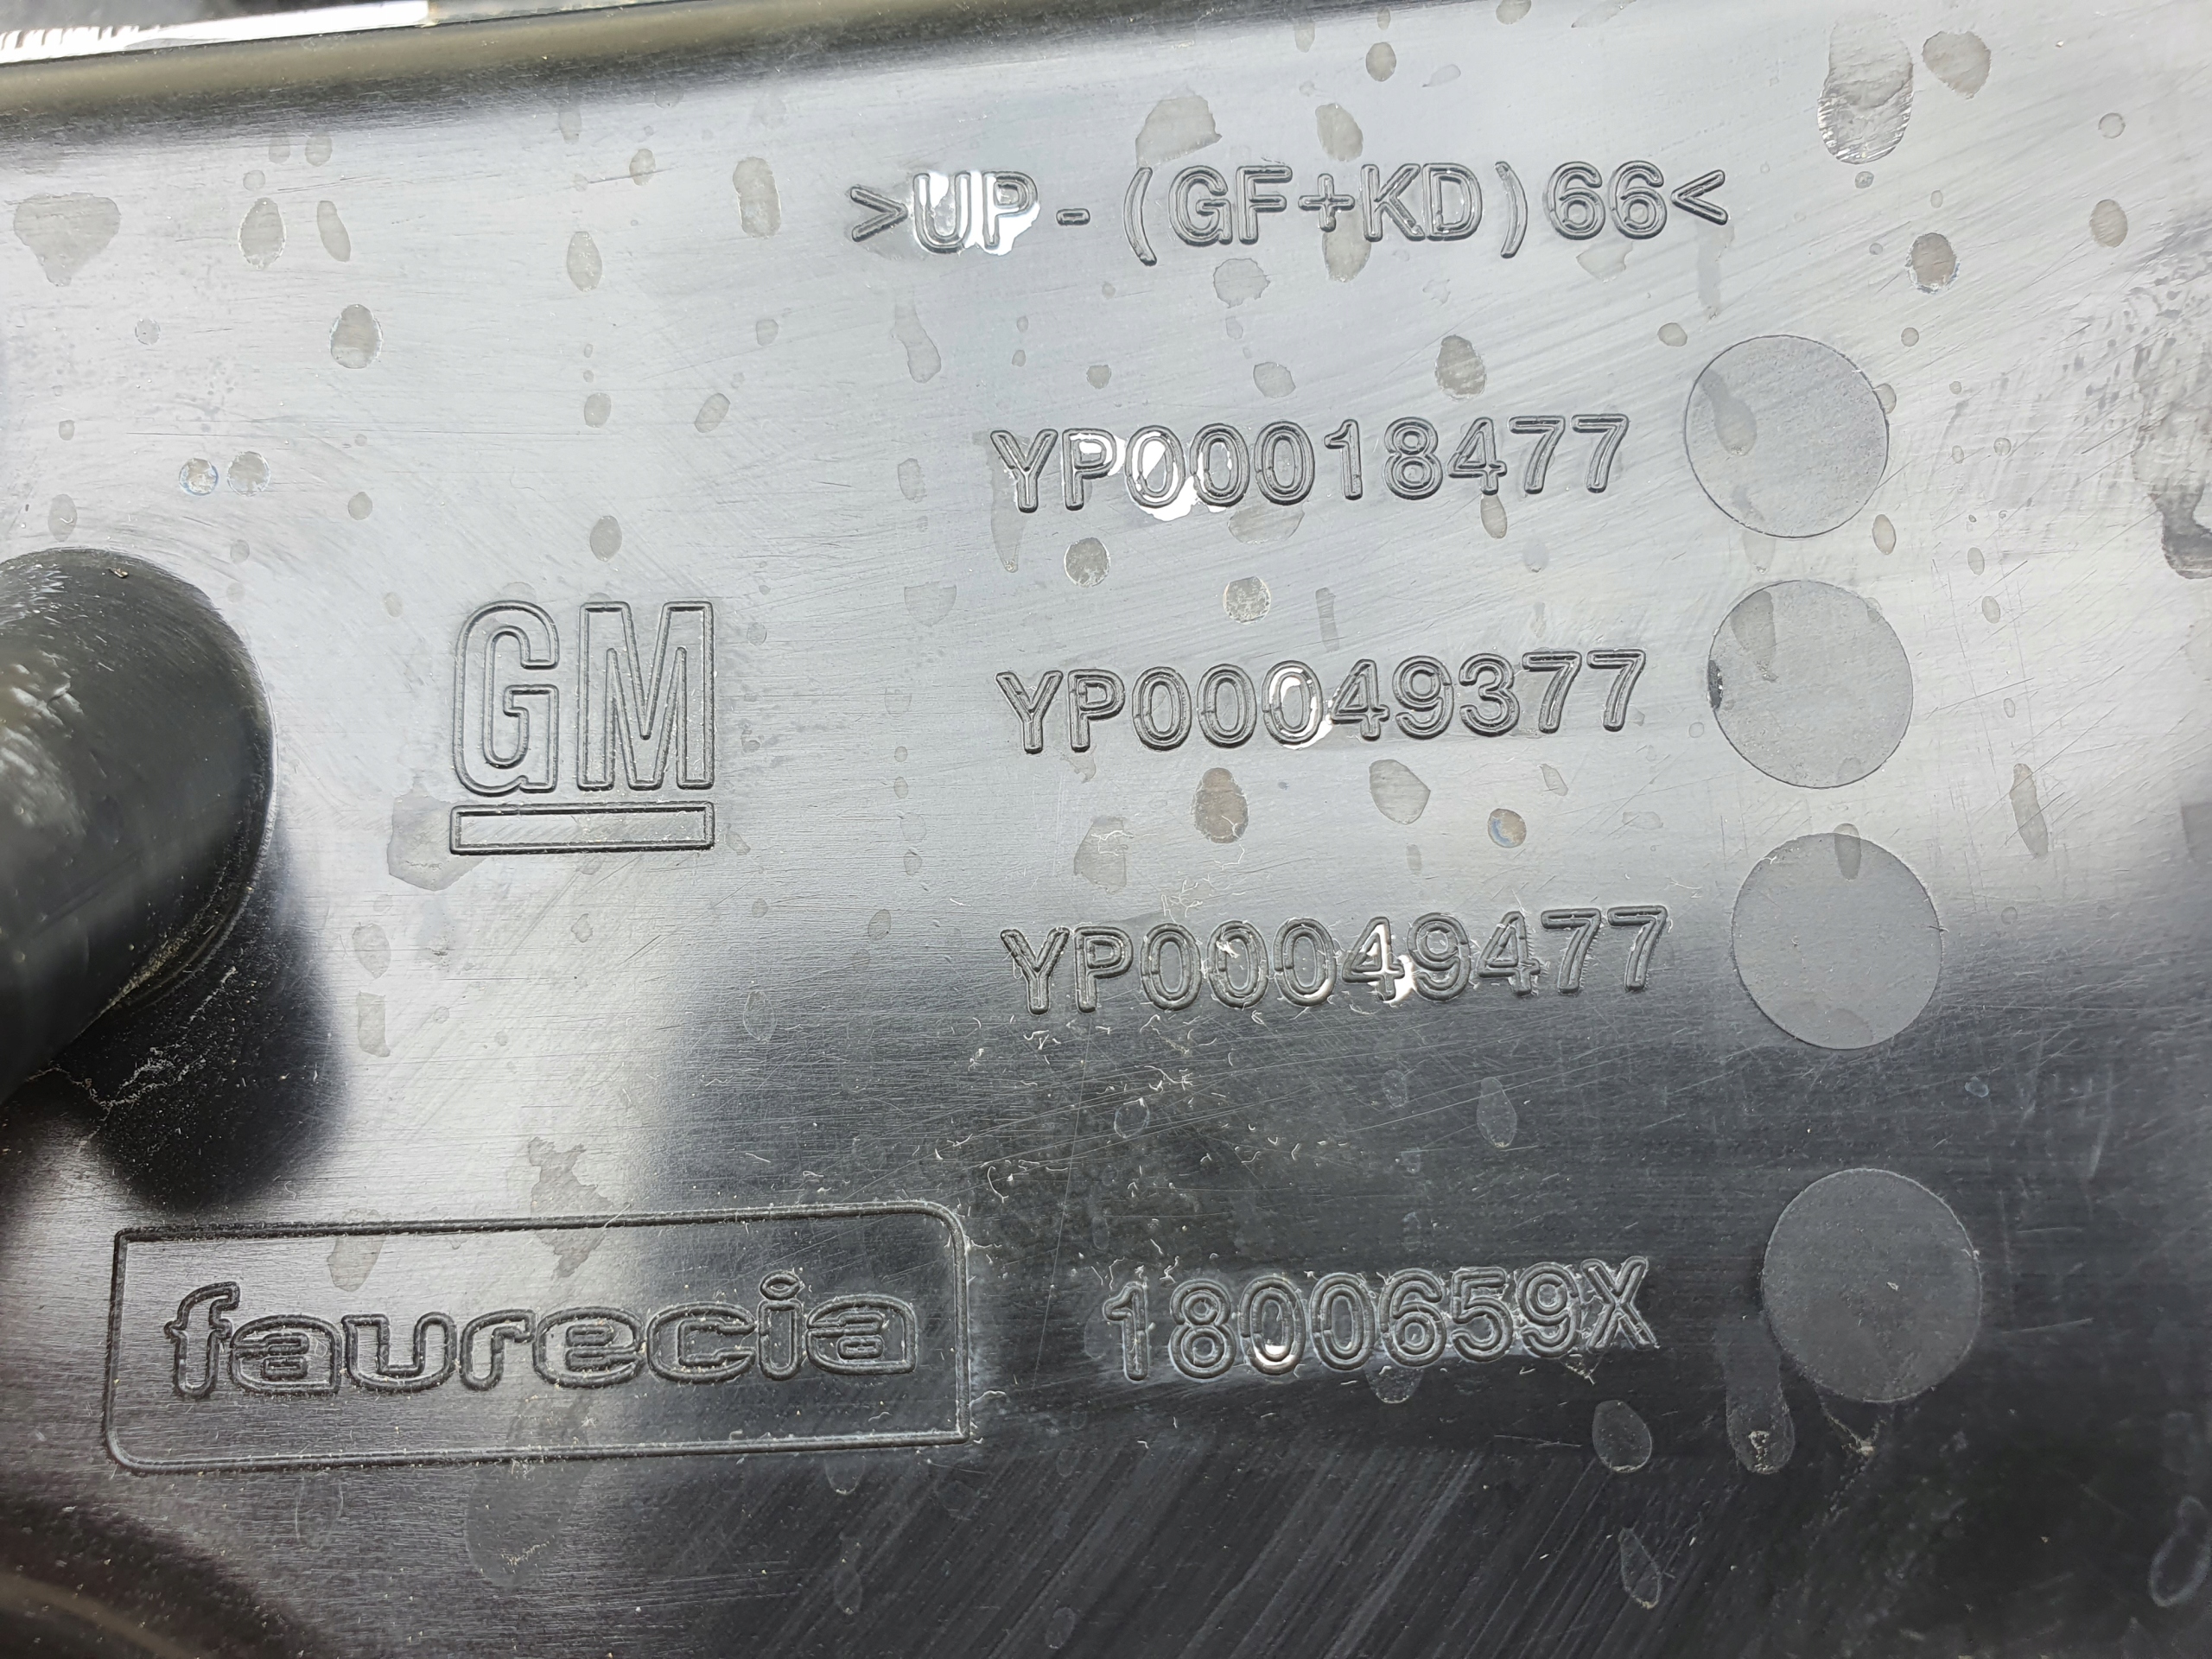 >UP-(GF+KD)66<
YP00018477
GM
YP00049377
YP00049477
faurecia
1800659X